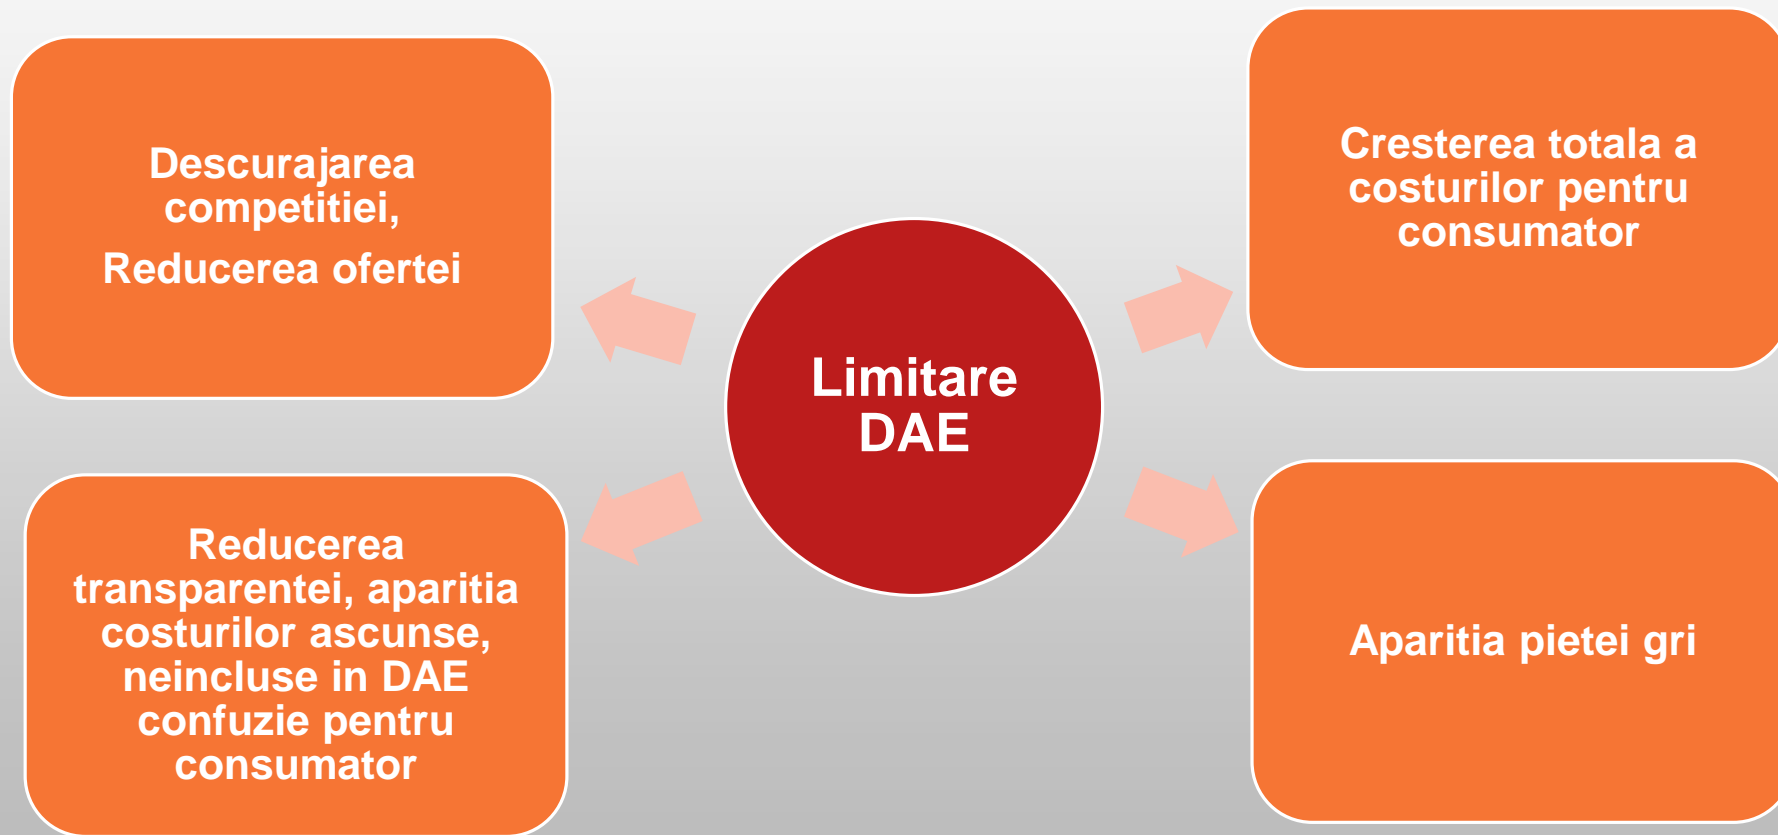 Descurajarea
competitiei,
Reducerea ofertei
Cresterea totala a
costurilor pentru
consumator
Limitare
DAE
Reducerea
transparentei, aparitia
costurilor ascunse,
neincluse in DAE
confuzie pentru
consumator
Aparitia pietei gri